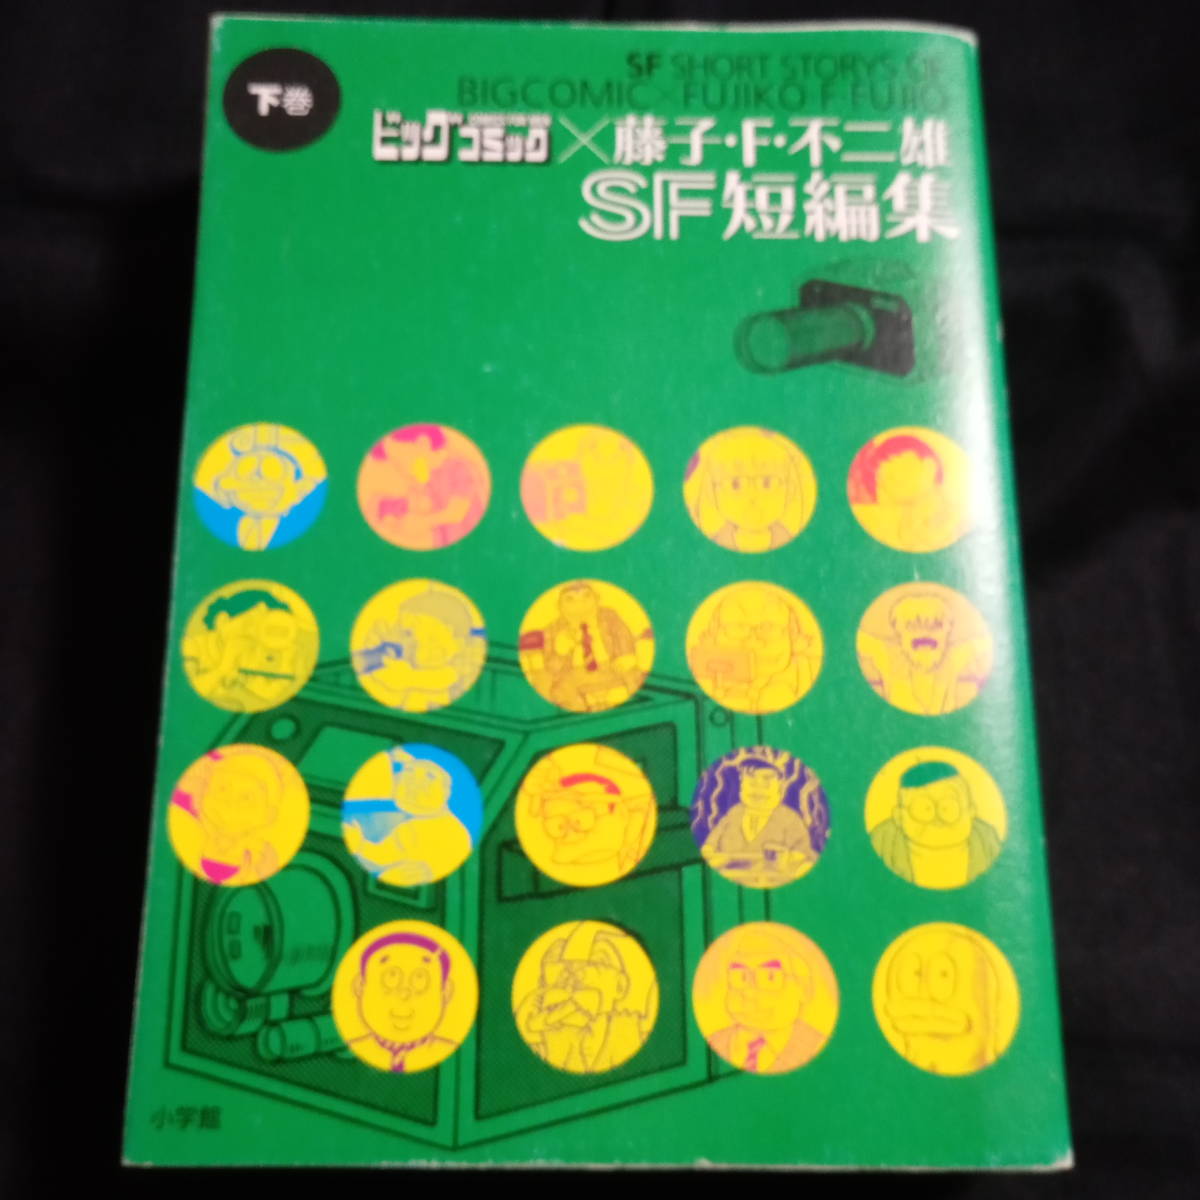 下巻
SF SHORT STORYS OF
BIGCOMIC×FUJIKO F FUJIO
ビッグコミック×藤子・F・不二雄
SF短編集
小学館